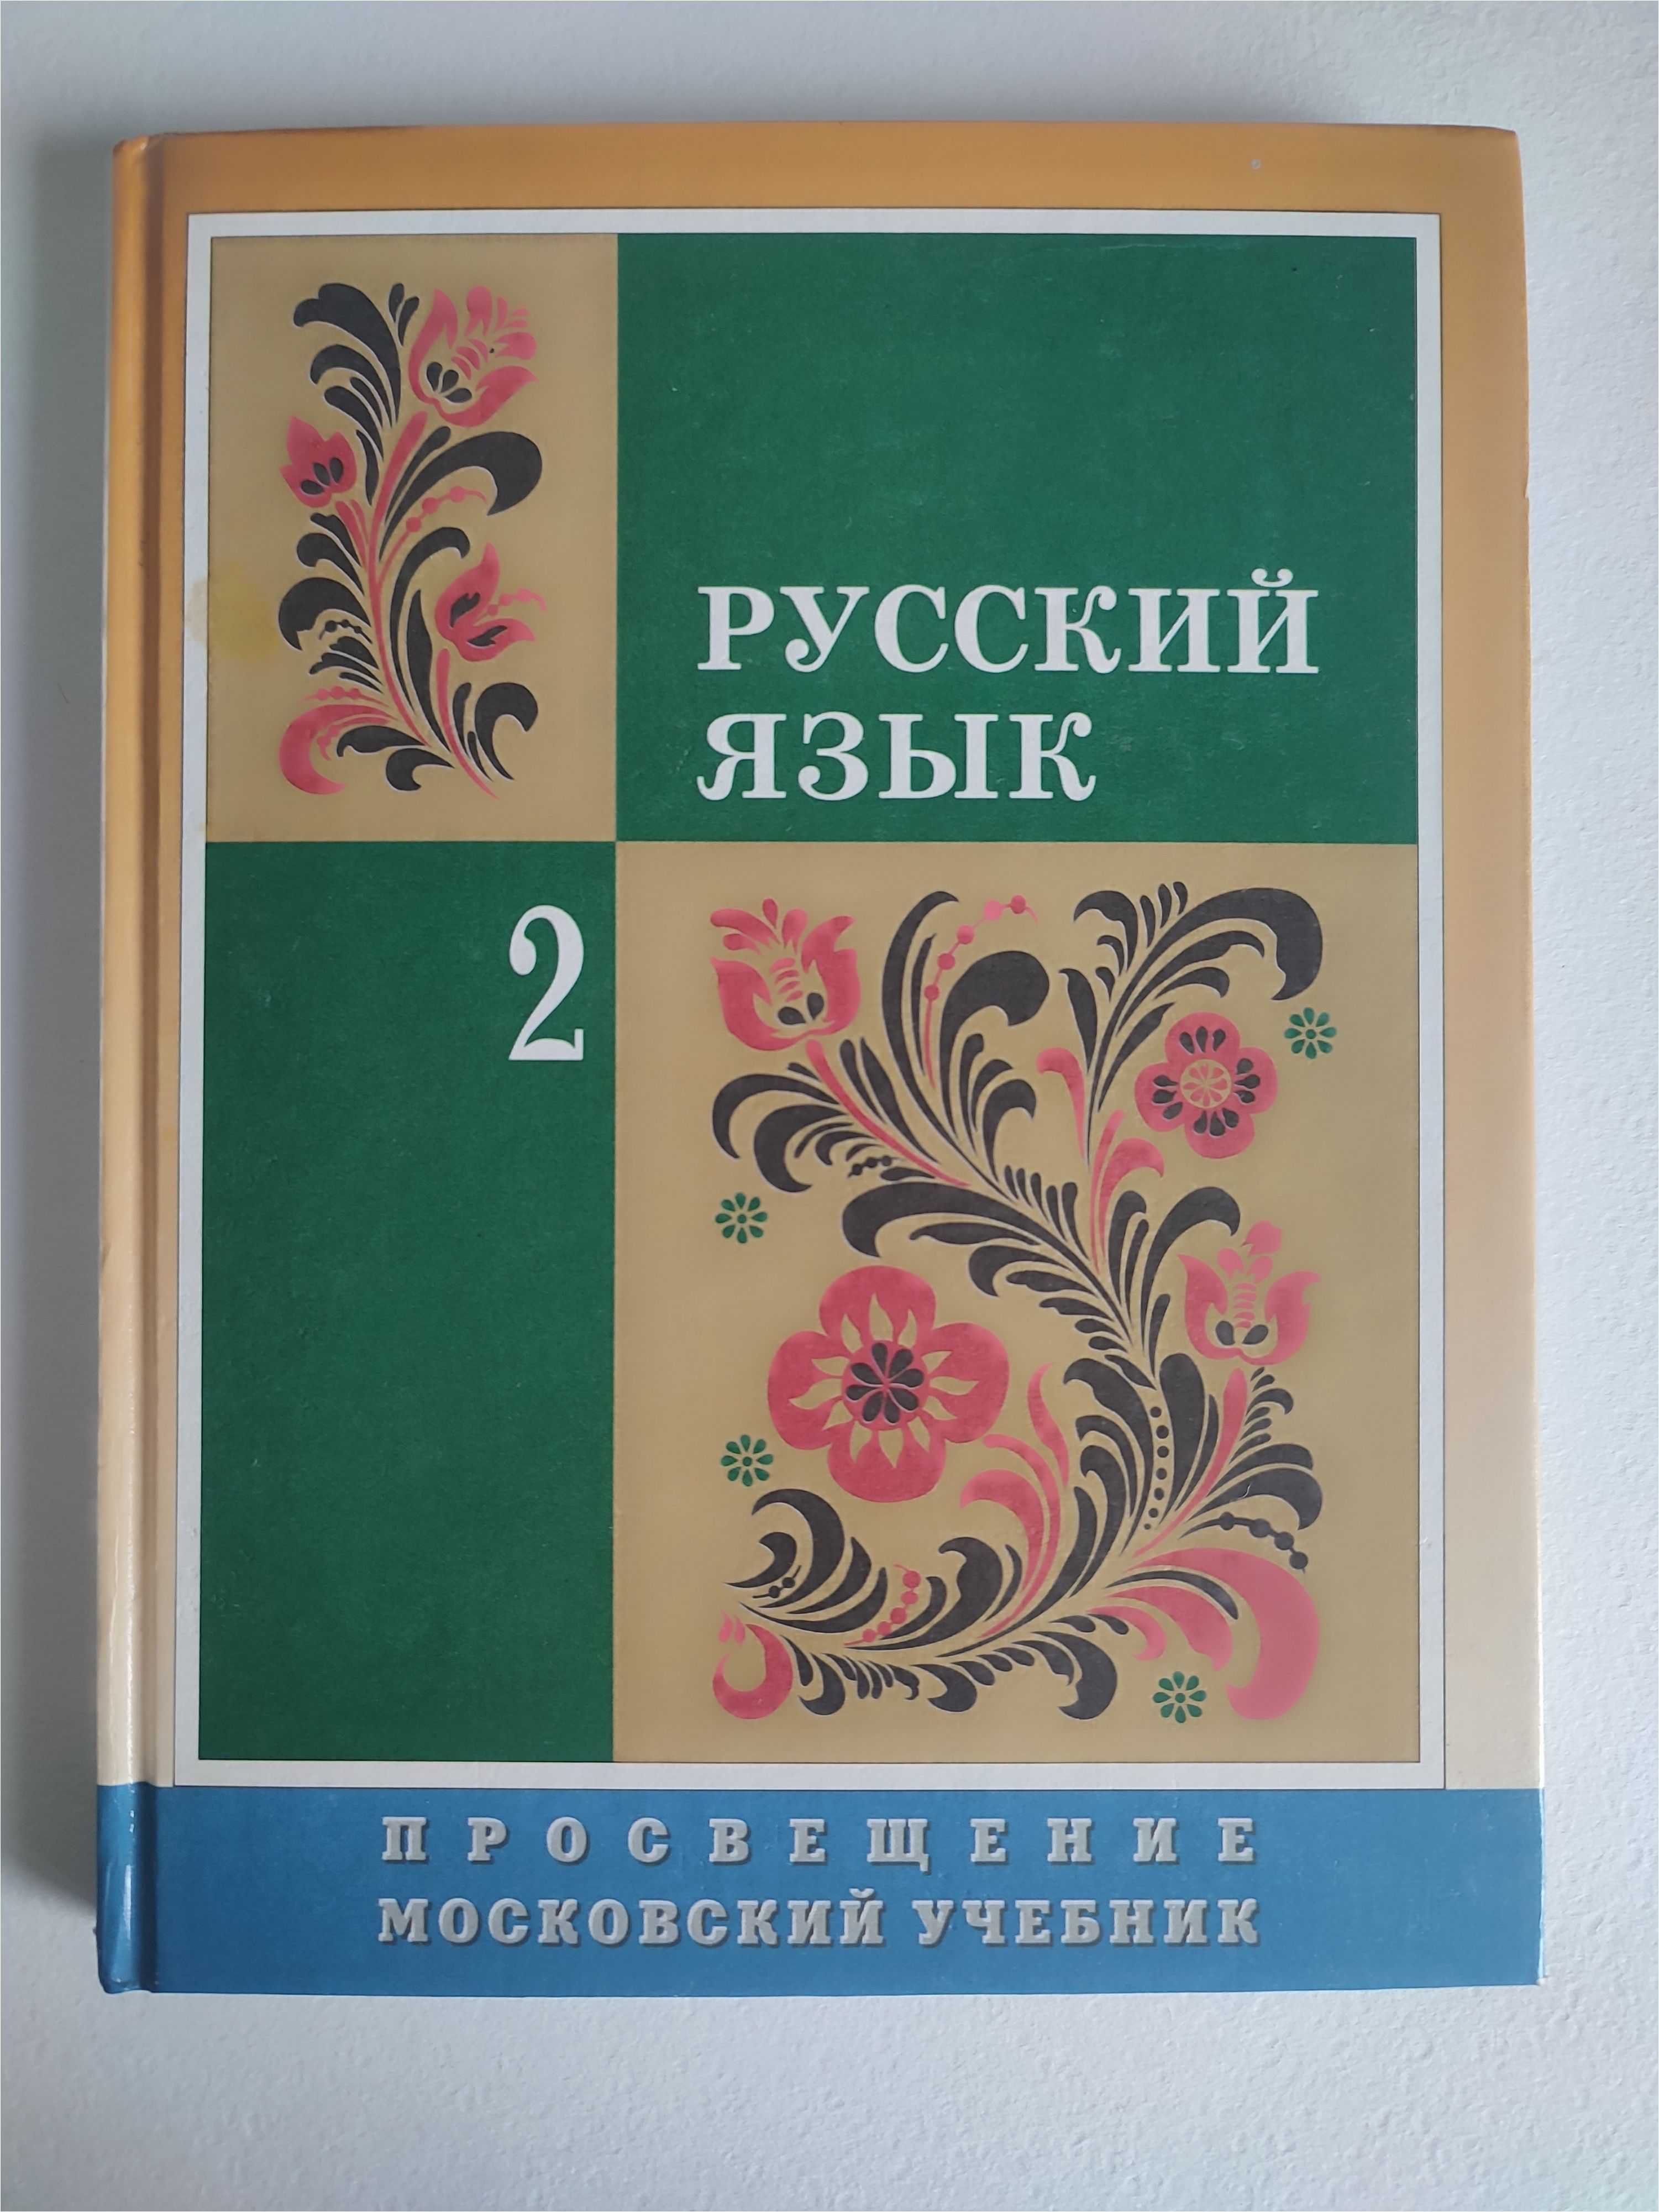 РУССКИЙ
ЯЗЫК
2
ПРОСВЕЩЕНИЕ
МОСКОВСКИЙ УЧЕБНИК